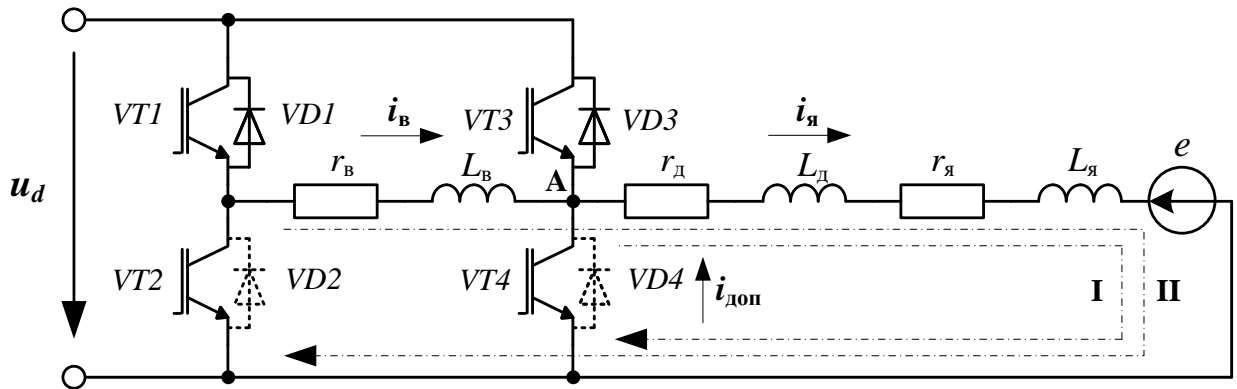 VT1
VD1
i_в
VT3
VD3
i_я
u_d
r_в
L_в
A
r_д
L_д
r_я
L_я
e
VT2
VD2
VT4
VD4
i_доп
I
II